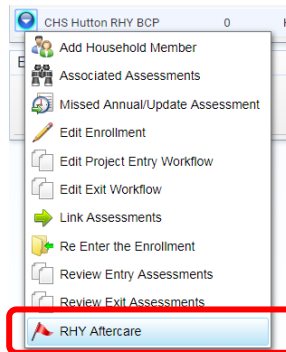 CHS Hutton RHY BCP 0
Add Household Member
Associated Assessments
Missed Annual/Update Assessment
Edit Enrollment
Edit Project Entry Workflow
Edit Exit Workflow
Link Assessments
Re Enter the Enrollment
Review Entry Assessments
Review Exit Assessments
RHY Aftercare